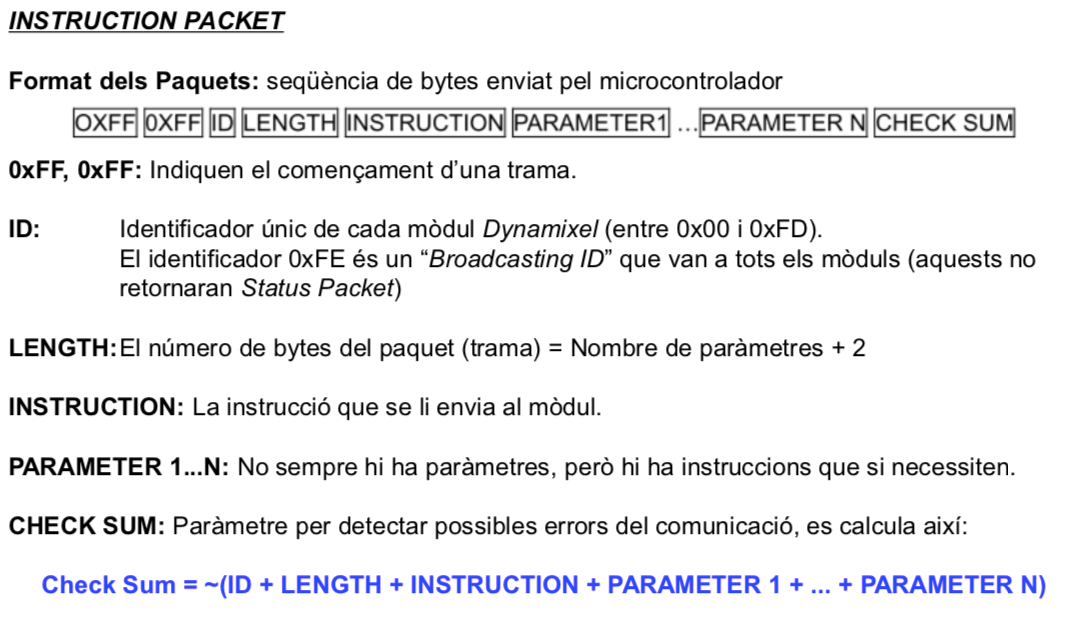 INSTRUCTION PACKET
Format dels Paquets: seqüència de bytes enviat pel microcontrolador
OXFF 0XFF ID LENGTH INSTRUCTION PARAMETER1 ...PARAMETER N CHECK SUM
0xFF, 0xFF: Indiquen el començament d'una trama.
ID: Identificador únic de cada mòdul Dynamixel (entre 0x00 i 0xFD).
El identificador 0xFE és un “Broadcasting ID” que van a tots els mòduls (aquests no
retornaran Status Packet)
LENGTH: El número de bytes del paquet (trama) = Nombre de paràmetres + 2
INSTRUCTION: La instrucció que se li envia al mòdul.
PARAMETER 1...N: No sempre hi ha paràmetres, però hi ha instruccions que si necessiten.
CHECK SUM: Paràmetre per detectar possibles errors del comunicació, es calcula així:
Check Sum = ~(ID + LENGTH + INSTRUCTION + PARAMETER 1 + ... + PARAMETER N)